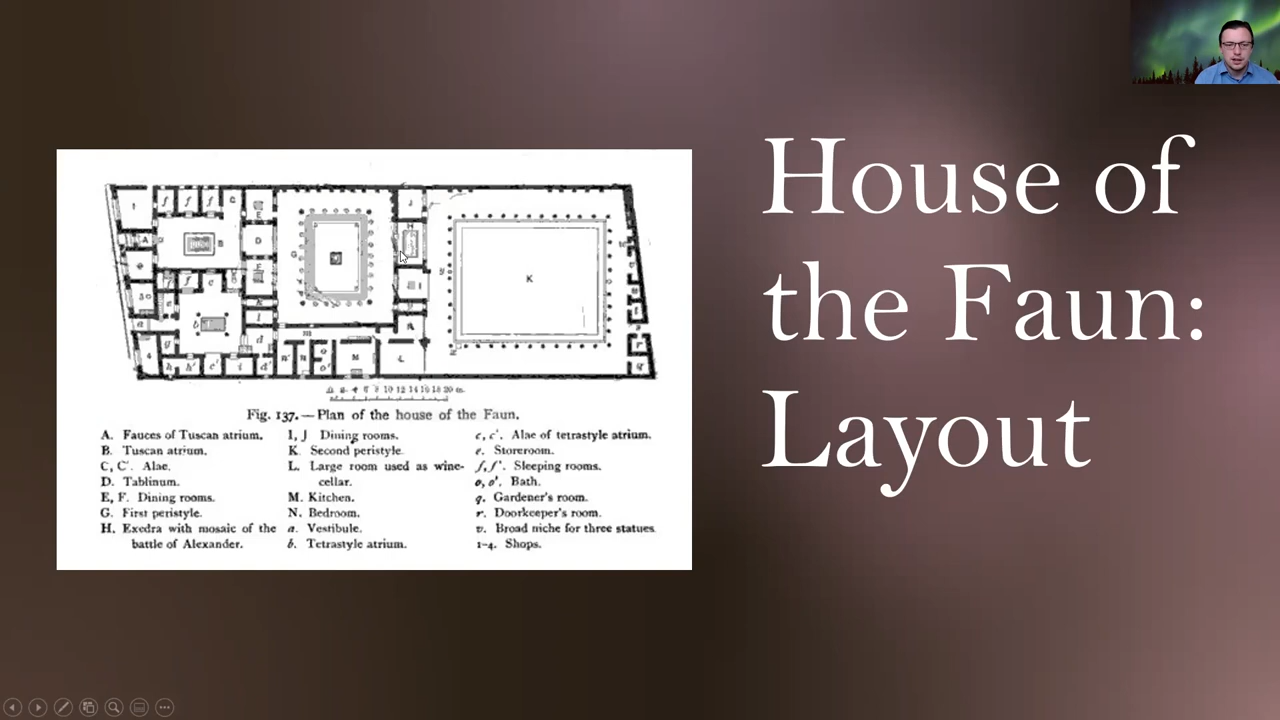 House of
the Faun:
Layout
Fig. 137.—Plan of the house of the Faun.
A. Fauces of Tuscan atrium.
B. Tuscan atrium.
C, C'. Alae.
D. Tablinum.
E, F. Dining rooms.
G. First peristyle.
H. Exedra with mosaic of the
battle of Alexander.
I, J Dining rooms.
K. Second peristyle.
L. Large room used as wine-
cellar.
M. Kitchen.
N. Bedroom.
a. Vestibule.
b. Tetrastyle atrium.
c, c'. Alae of tetrastyle atrium.
e. Storeroom.
f, f'. Sleeping rooms.
o, o'. Bath.
q. Gardener's room.
r. Doorkeeper's room.
v. Broad niche for three statues.
1-4. Shops.